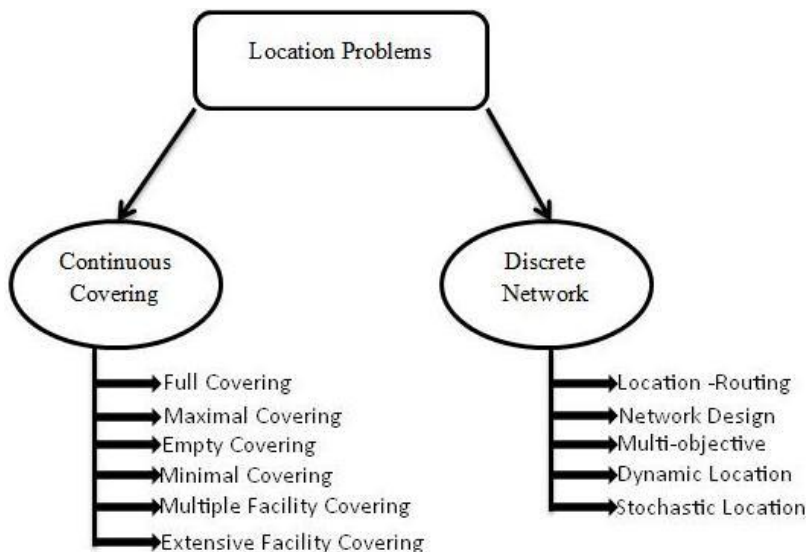 Location Problems
Continuous
Covering
Discrete
Network
Full Covering
Maximal Covering
Empty Covering
Minimal Covering
Multiple Facility Covering
Extensive Facility Covering
Location -Routing
Network Design
Multi-objective
Dynamic Location
Stochastic Location